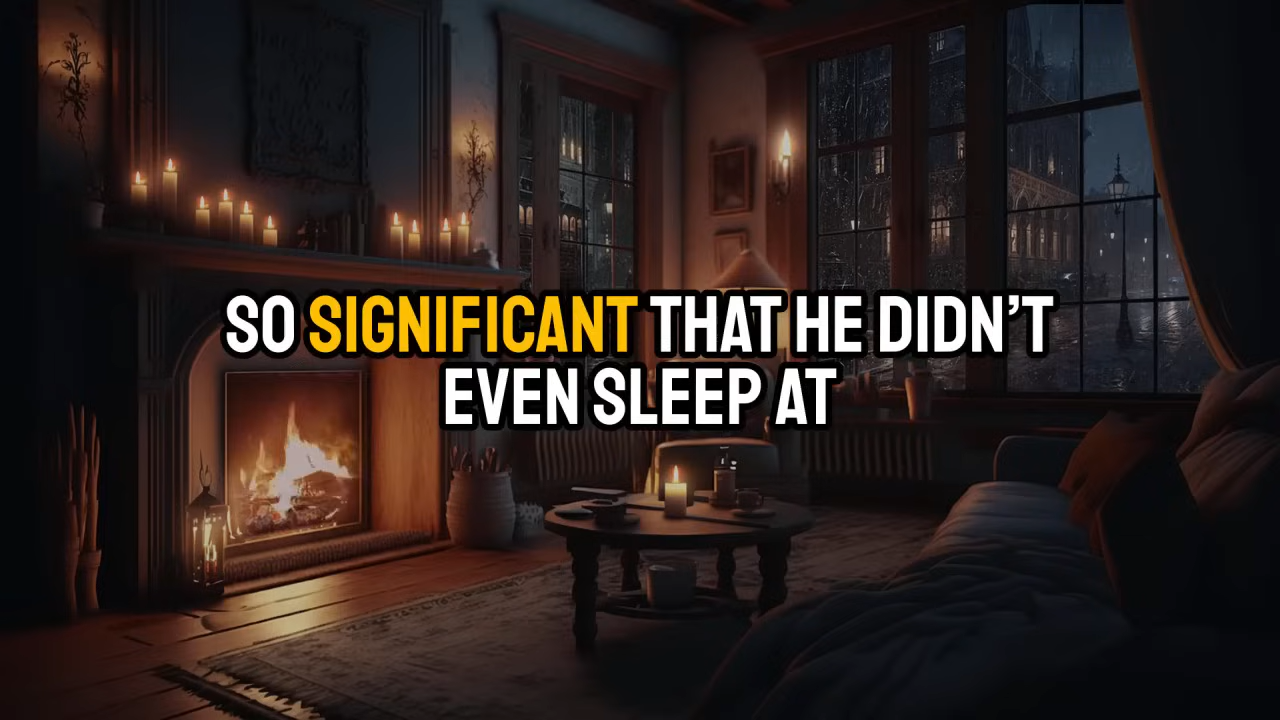 SO SIGNIFICANT THAT HE DIDN’T
EVEN SLEEP AT